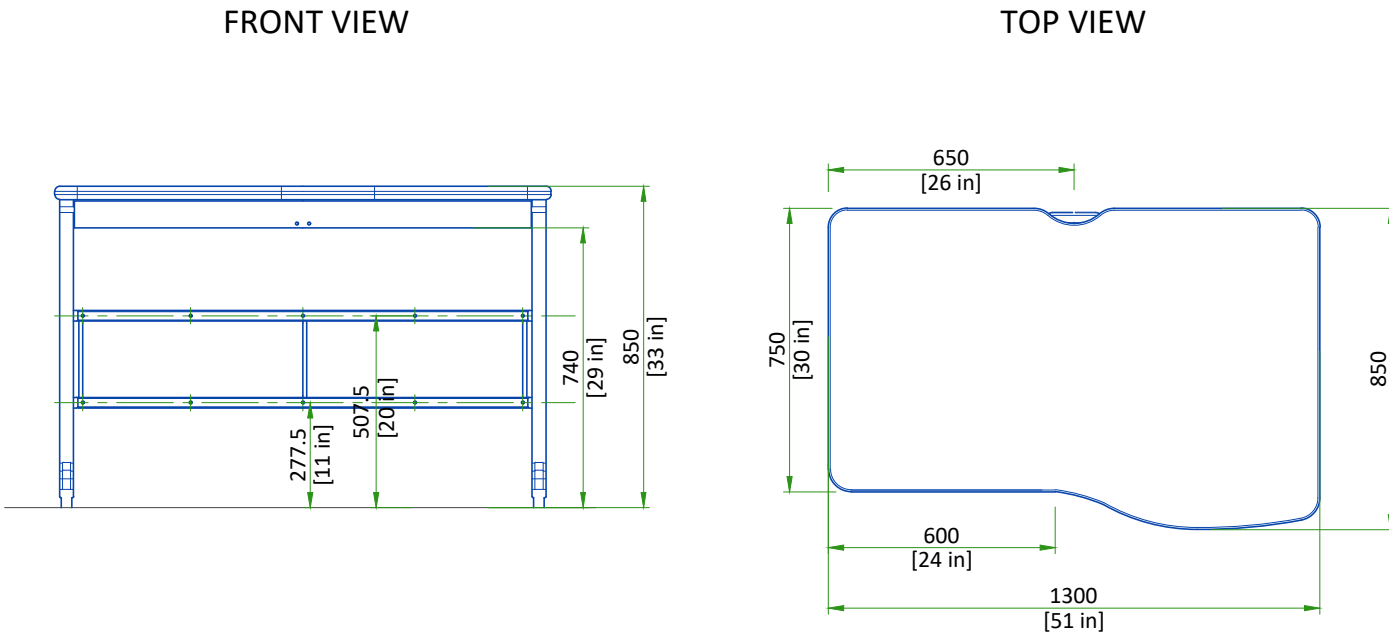 FRONT VIEW
TOP VIEW
650
[26 in]
750
[30 in]
850
600
[24 in]
1300
[51 in]
277.5
[11 in]
507.5
[20 in]
740
[29 in]
850
[33 in]